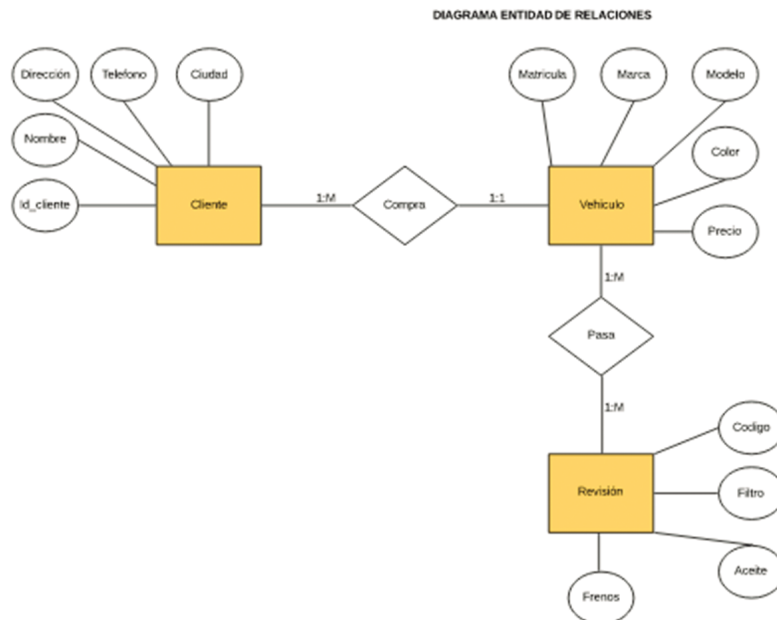 DIAGRAMA ENTIDAD DE RELACIONES
Dirección
Telefono
Ciudad
Matricula
Marca
Modelo
Nombre
Color
Id_cliente
Cliente
1:M
Compra
1:1
Vehiculo
Precio
1:M
Pasa
1:M
Codigo
Revisión
Filtro
Aceite
Frenos